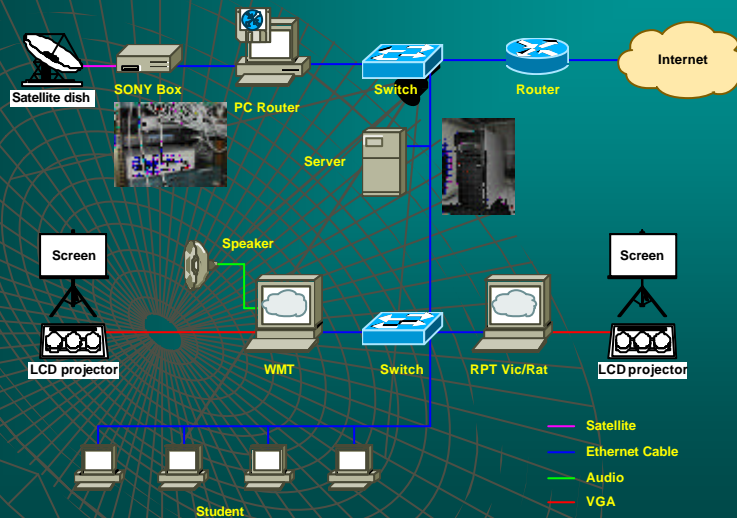 Internet
Satellite dish
SONY Box
PC Router
Switch
Router
Server
Speaker
Screen
Screen
LCD projector
WMT
Switch
RPT Vic/Rat
LCD projector
Satellite
Ethernet Cable
Audio
VGA
Student